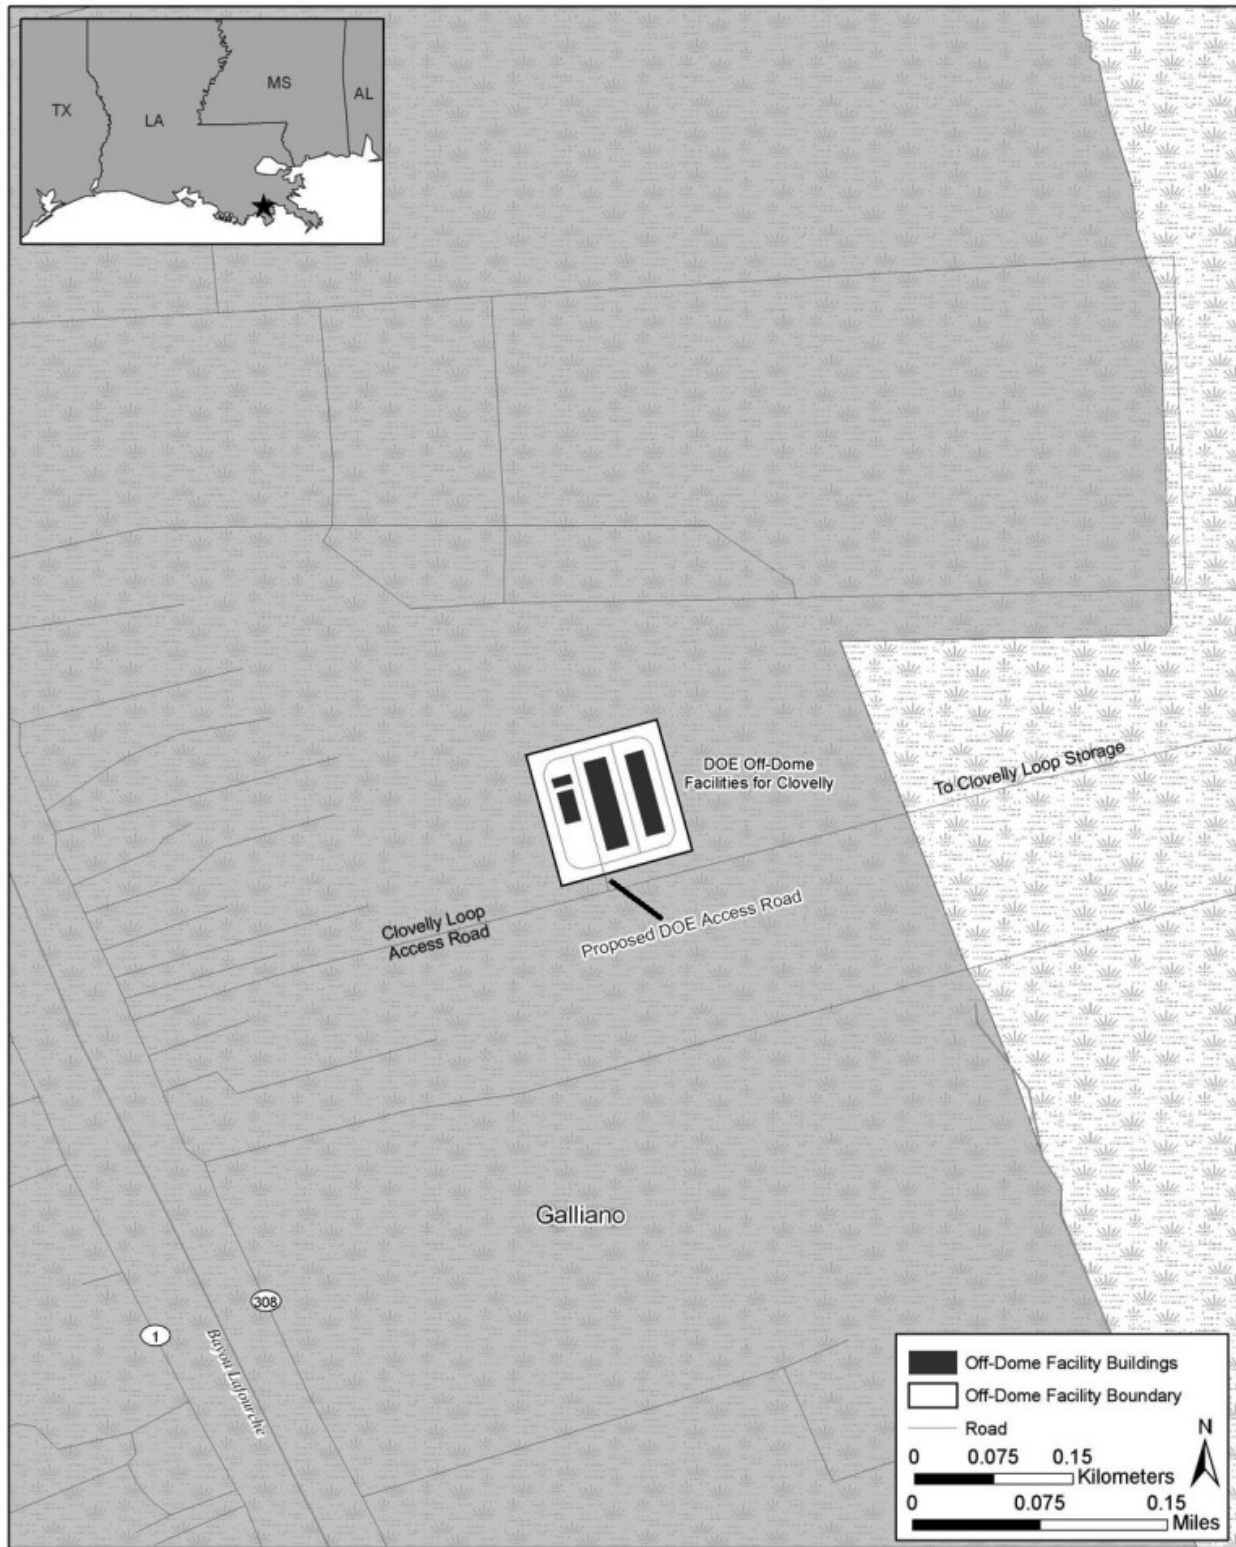 TX
LA
MS
AL
DOE Off-Dome
Facilities for Clovelly
To Clovelly Loop Storage
Clovelly Loop
Access Road
Proposed DOE Access Road
Galliano
308
1
Bayou Lafourche
Off-Dome Facility Buildings
Off-Dome Facility Boundary
Road
N
0 0.075 0.15
Kilometers
0 0.075 0.15
Miles